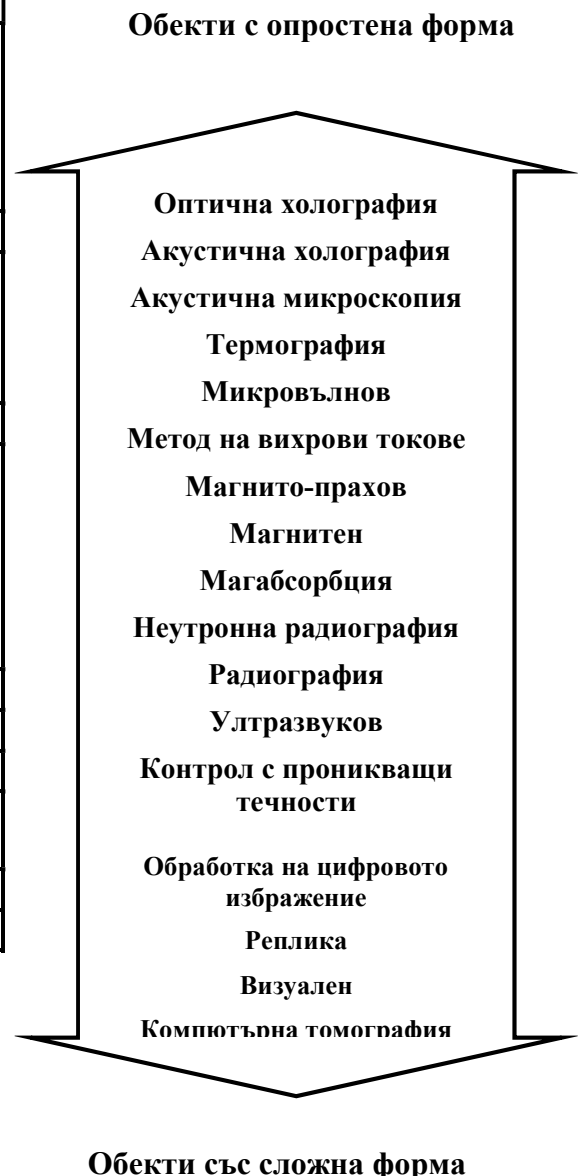 Обекти с опростена форма
Оптична холография
Акустична холография
Акустична микроскопия
Термография
Микровълнов
Метод на вихрови токове
Магнито-прахов
Магнитен
Магабсорбция
Неутронна радиография
Радиография
Ултразвуков
Контрол с проникващи
течности
Обработка на цифровото
избражение
Реплика
Визуален
Компютърна томография
Обекти със сложна форма